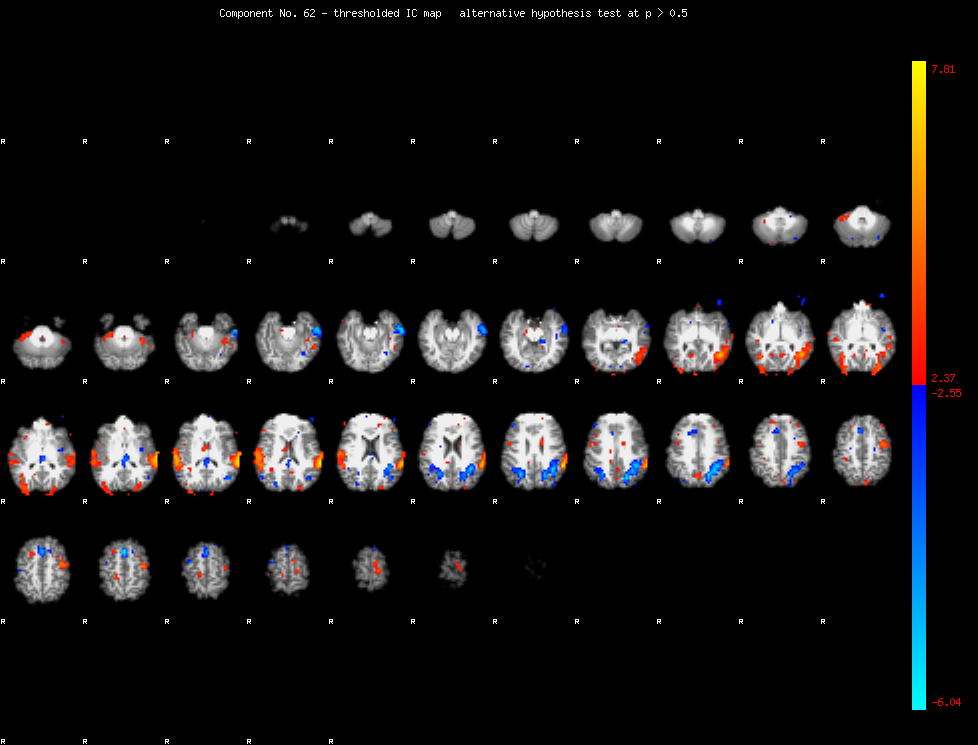 Component No. 62 - thresholded IC map   alternative hypothesis test at p > 0.5
7.81
R R R R R R R R R R R
R R R R R R R R R R R
R R R R R R R R R R R
2.37
-2.55
R R R R R R R R R R R
R R R R R R R R R R R
-6.04
R R R R R